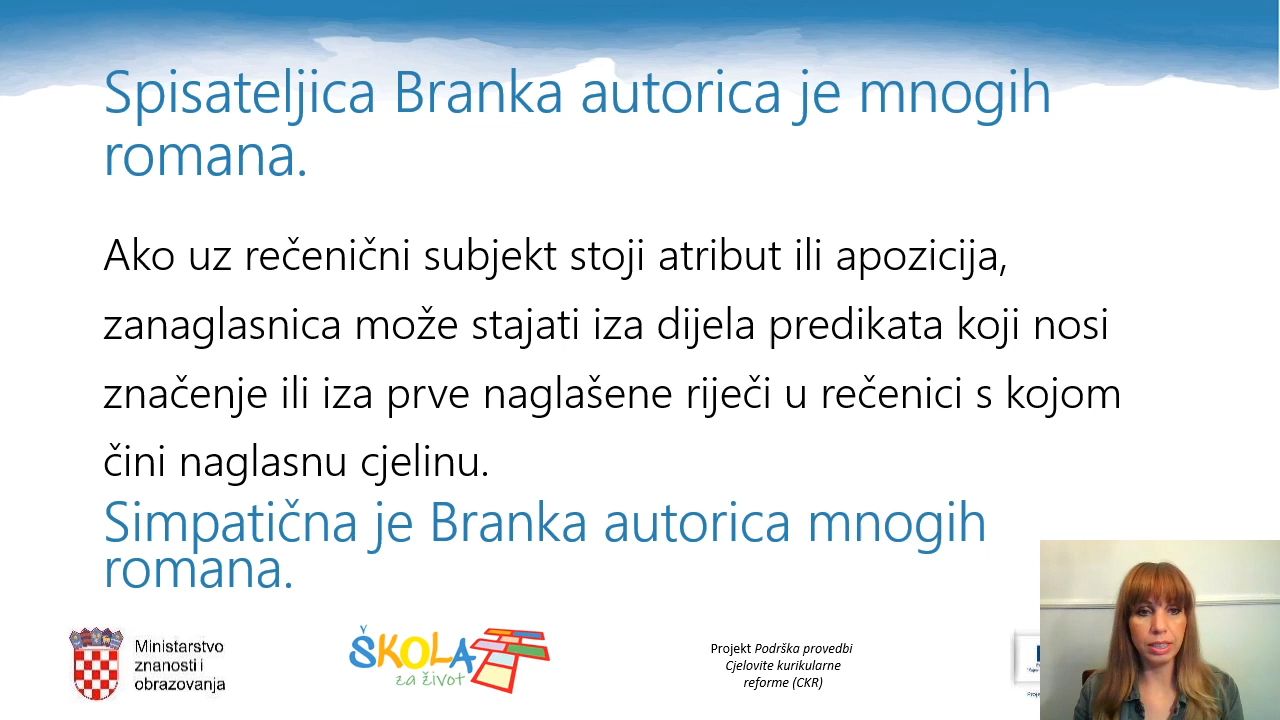 Spisateljica Branka autorica je mnogih
romana.
Ako uz rečenični subjekt stoji atribut ili apozicija,
zanaglasnica može stajati iza dijela predikata koji nosi
značenje ili iza prve naglašene riječi u rečenici s kojom
čini naglasnu cjelinu.
Simpatična je Branka autorica mnogih
romana.
Ministarstvo
znanosti i
obrazovanja
ŠKOLA
za život
Projekt Podrška provedbi
Cjelovite kurikularne
reforme (CKR)